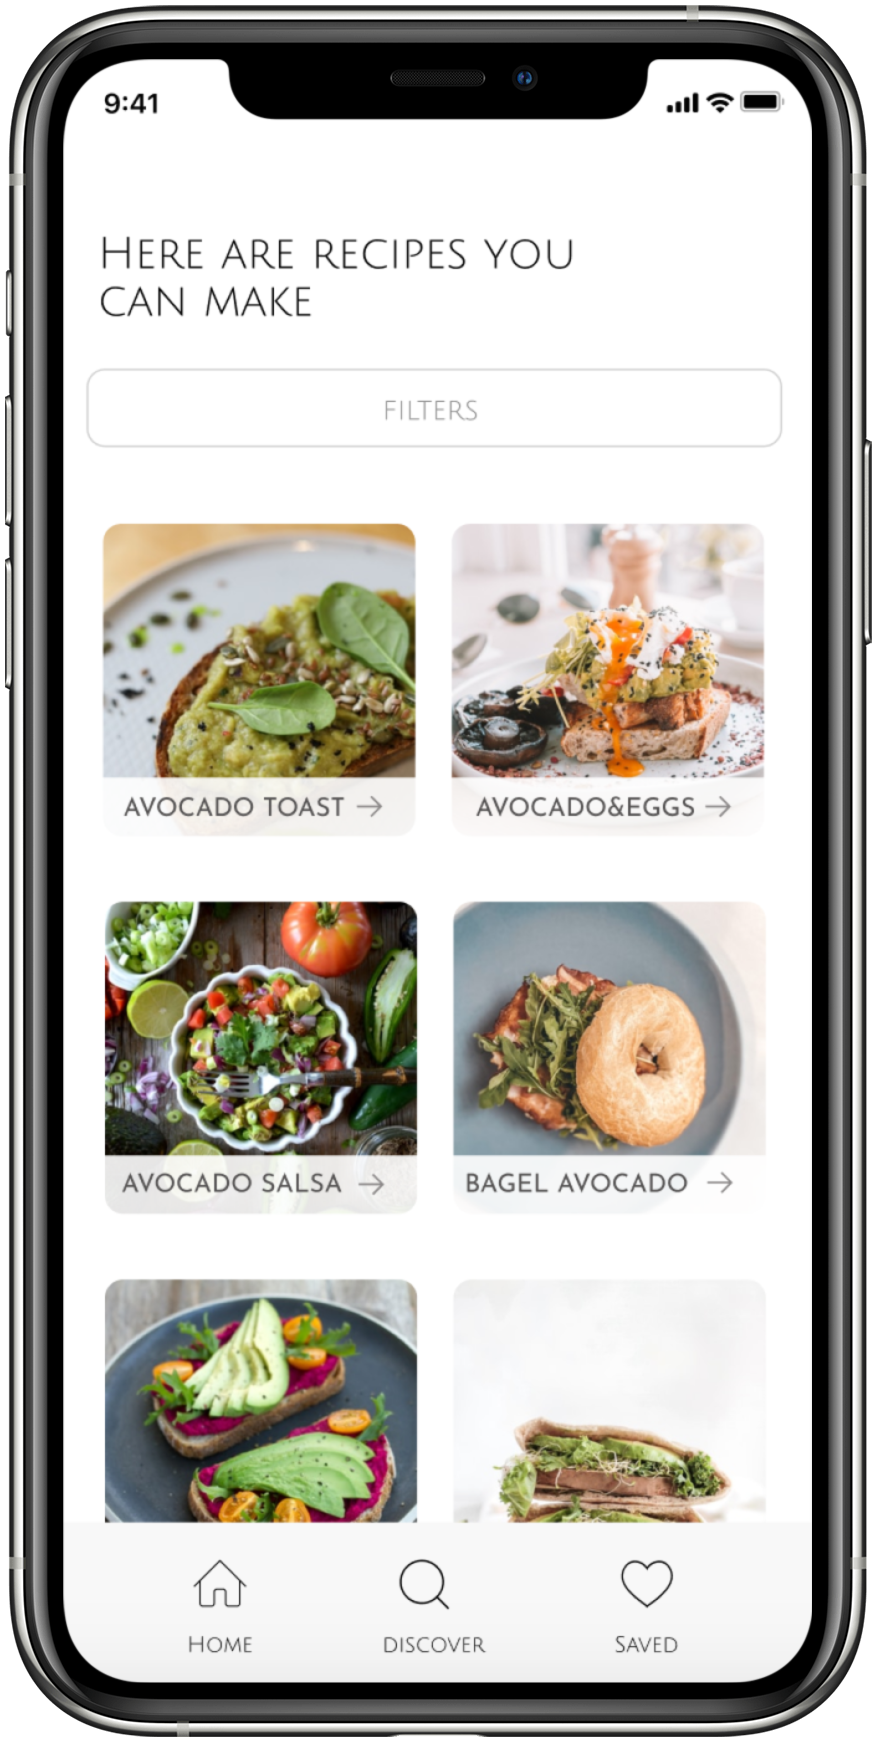 9:41
HERE ARE RECIPES YOU
CAN MAKE
FILTERS
AVOCADO TOAST →
AVOCADO&EGGS →
AVOCADO SALSA →
BAGEL AVOCADO →
HOME
DISCOVER
SAVED